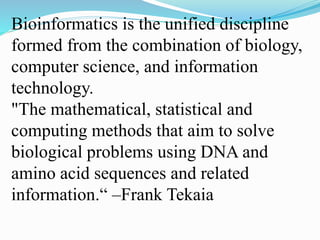 Bioinformatics is the unified discipline
formed from the combination of biology,
computer science, and information
technology.
"The mathematical, statistical and
computing methods that aim to solve
biological problems using DNA and
amino acid sequences and related
information.“ –Frank Tekaia